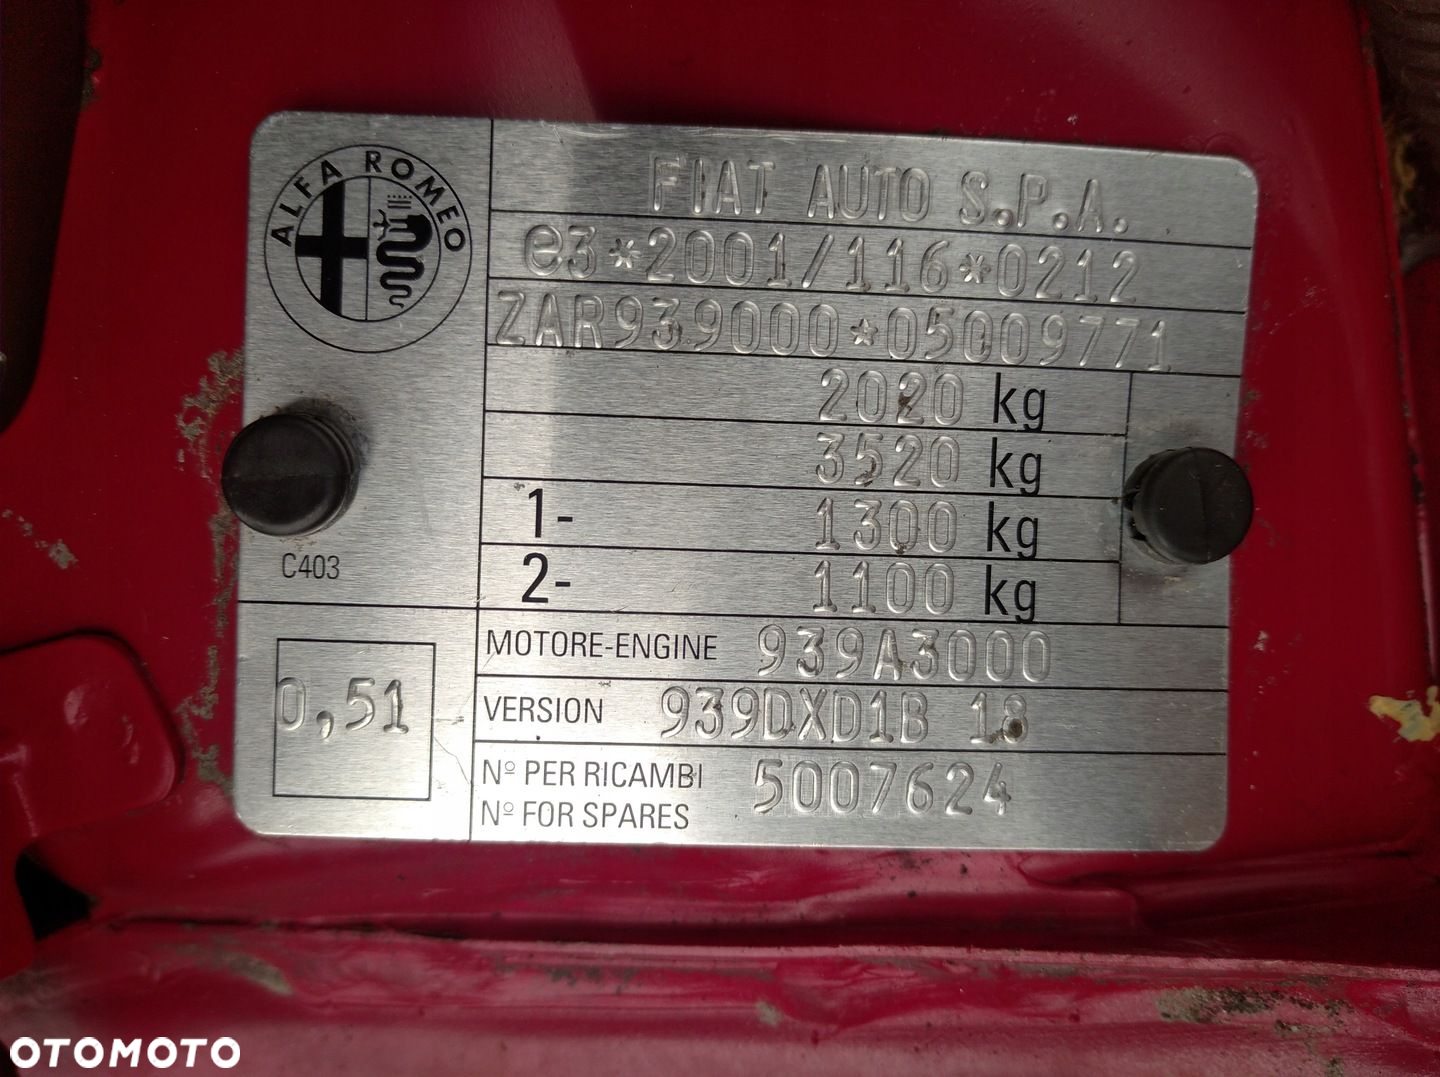 ALFA ROMEO
FIAT AUTO S.P.A.
e3*2001/116*0212
ZAR939000*05009771
2020 kg
3520 kg
1- 1300 kg
2- 1100 kg
C403
MOTORE-ENGINE 939A3000
0,51
VERSION 939DXD1B 18
Nº PER RICAMBI 5007624
Nº FOR SPARES
OTOMOTO